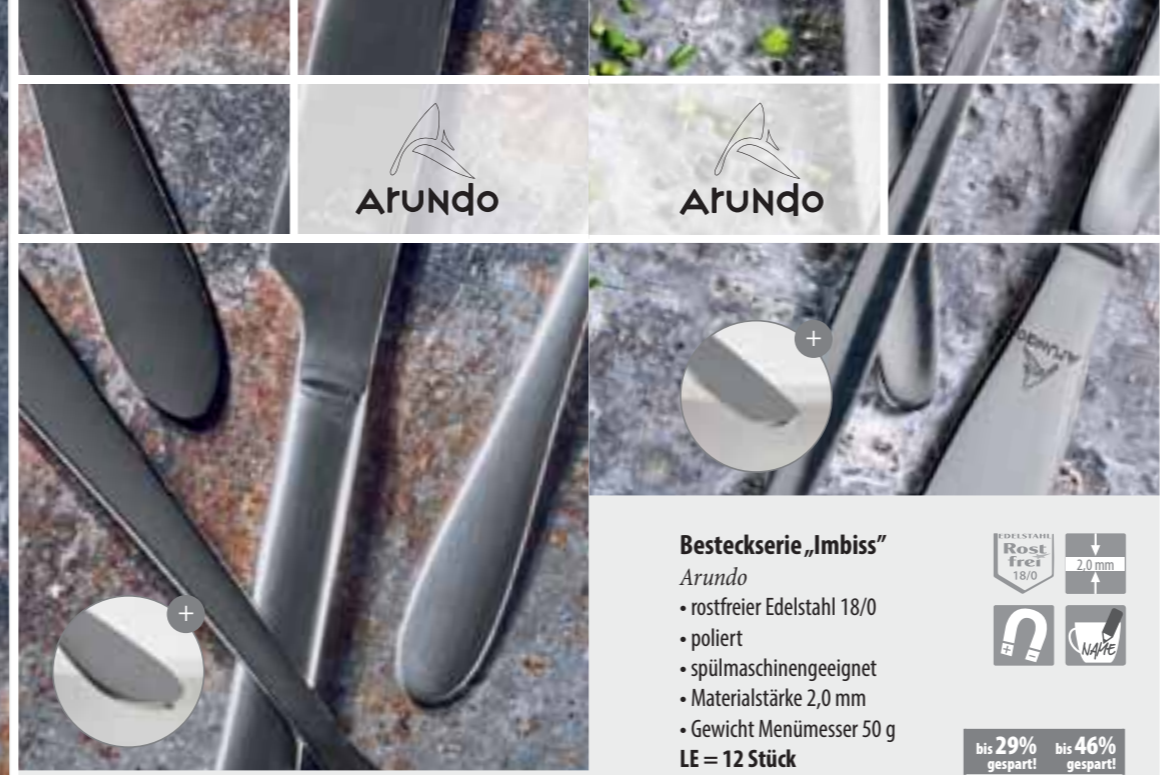 Arundo
Arundo
+
Arundo
+
Besteckserie „Imbiss”
Arundo
• rostfreier Edelstahl 18/0
• poliert
• spülmaschinengeeignet
• Materialstärke 2,0 mm
• Gewicht Menümesser 50 g
LE = 12 Stück
EDELSTAHL
Rost
frei
18/0
2,0 mm
+ −
NAME
bis 29%
gespart!
bis 46%
gespart!